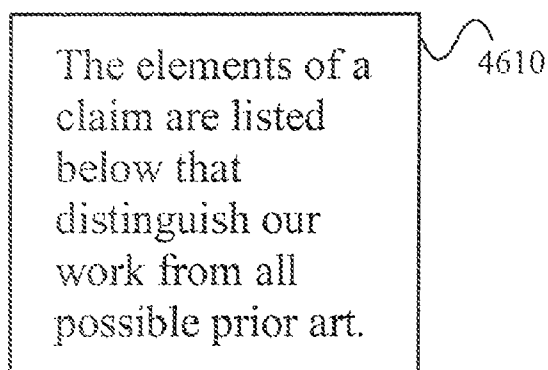 The elements of a
4610
claim are listed
below that
distinguish our
work from all
possible prior art.